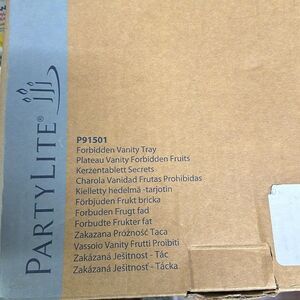 PARTYLITE®
P91501
Forbidden Vanity Tray
Plateau Vanity Forbidden Fruits
Kerzentablett Secrets
Charola Vanidad Frutas Prohibidas
Kielletty hedelmä -tarjotin
Förbjuden Frukt bricka
Forbuden Frugt fad
Forbudte Frukter fat
Zakazana Próżność Taca
Vassoio Vanity Frutti Proibiti
Zakázaná Ješitnost - Tác
Zakázaná Ješitnosť - Tácka